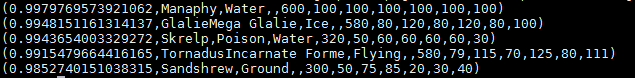 (0.9979769573921062,Manaphy,Water,,600,100,100,100,100,100,100)
(0.9948151161314137,GlalieMega Glalie,Ice,,580,80,120,80,120,80,100)
(0.9943654003329272,Skrelp,Poison,Water,320,50,60,60,60,60,30)
(0.9915479664416165,TornadusIncarnate Forme,Flying,,580,79,115,70,125,80,111)
(0.9852740151038315,Sandshrew,Ground,,300,50,75,85,20,30,40)